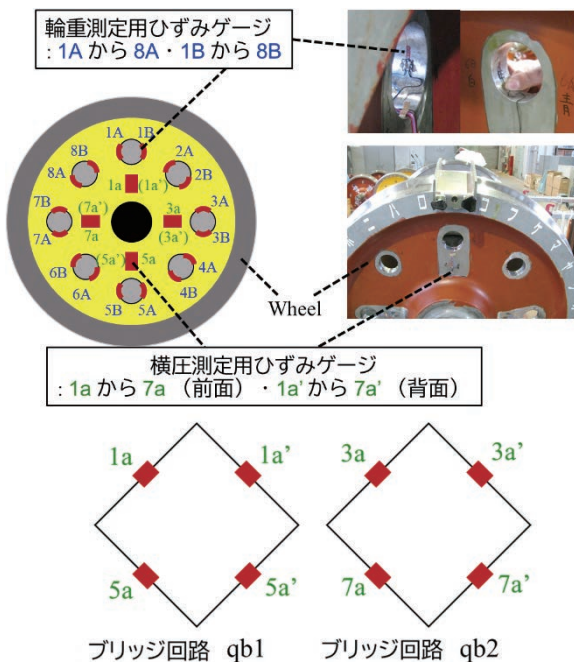 輪重測定用ひずみゲージ
: 1A から 8A・1B から 8B
1A 1B
8B 2A
8A 2B
1a (1a')
7B (7a') 3a 3A
7A 7a (3a') 3B
(5a') 5a
6B 4A
6A 4B
5B 5A
Wheel
横圧測定用ひずみゲージ
: 1a から 7a （前面）・1a' から 7a' （背面）
1a 1a' 3a 3a'
5a 5a' 7a 7a'
ブリッジ回路 qb1 ブリッジ回路 qb2